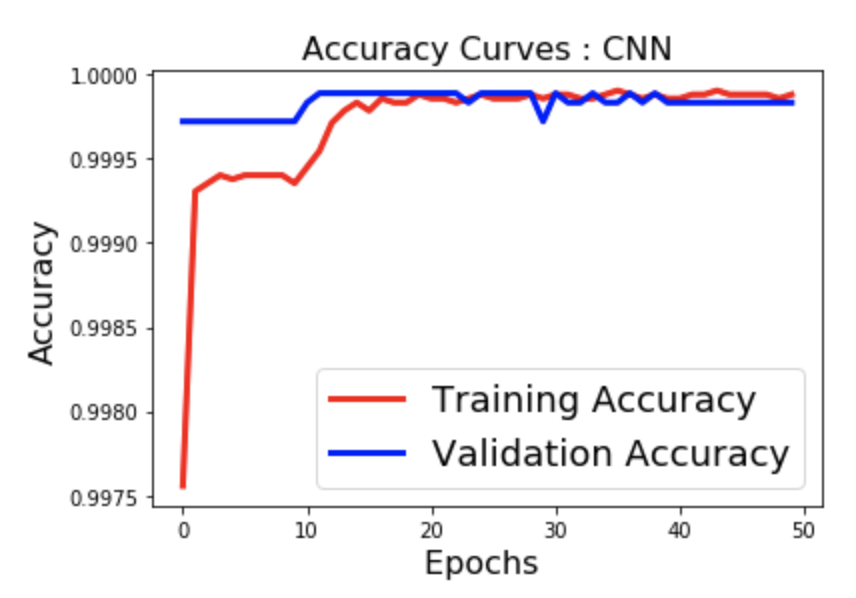 Accuracy Curves : CNN
1.0000
0.9995
0.9990
0.9985
0.9980
0.9975
Accuracy
Training Accuracy
Validation Accuracy
0 10 20 30 40 50
Epochs